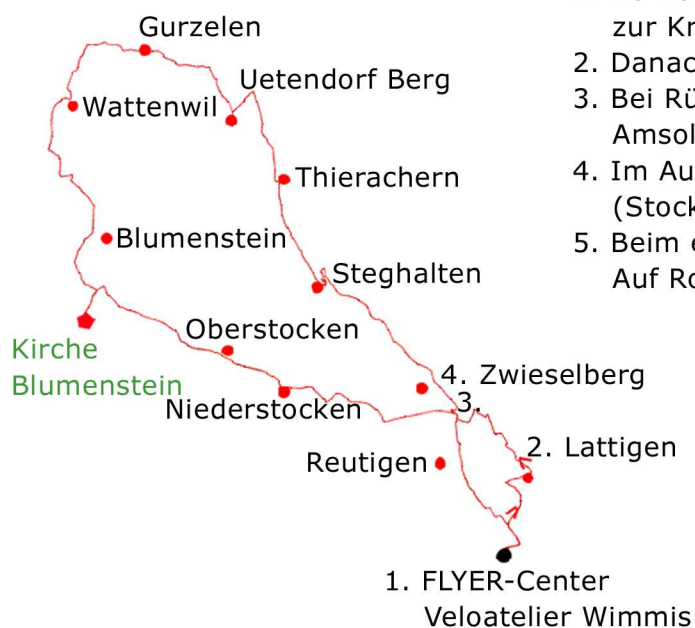 Gurzelen
Uetendorf Berg
Wattenwil
Thierachern
Blumenstein
Steghalten
Oberstocken
Kirche
Blumenstein
Niederstocken
4. Zwieselberg
3.
Reutigen
2. Lattigen
1. FLYER-Center
Veloatelier Wimmis
zur
2. Danac
3. Bei Rü
Amsol
4. Im Au
(Stock
5. Beim e
Auf Ro